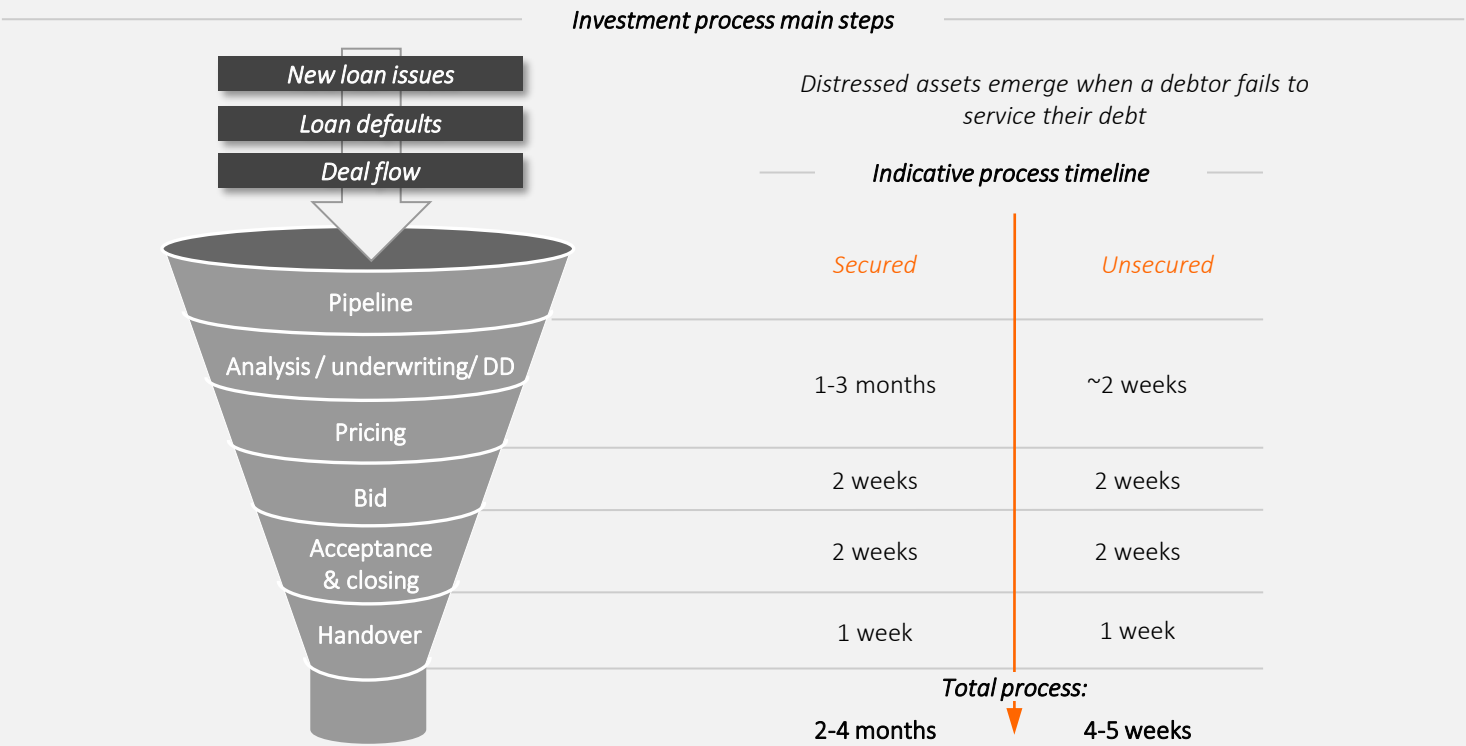 Investment process main steps
New loan issues
Loan defaults
Deal flow
Pipeline
Analysis / underwriting/ DD
Pricing
Bid
Acceptance
& closing
Handover
Distressed assets emerge when a debtor fails to
service their debt
Indicative process timeline
Secured Unsecured
1-3 months ~2 weeks
2 weeks 2 weeks
2 weeks 2 weeks
1 week 1 week
Total process:
2-4 months 4-5 weeks